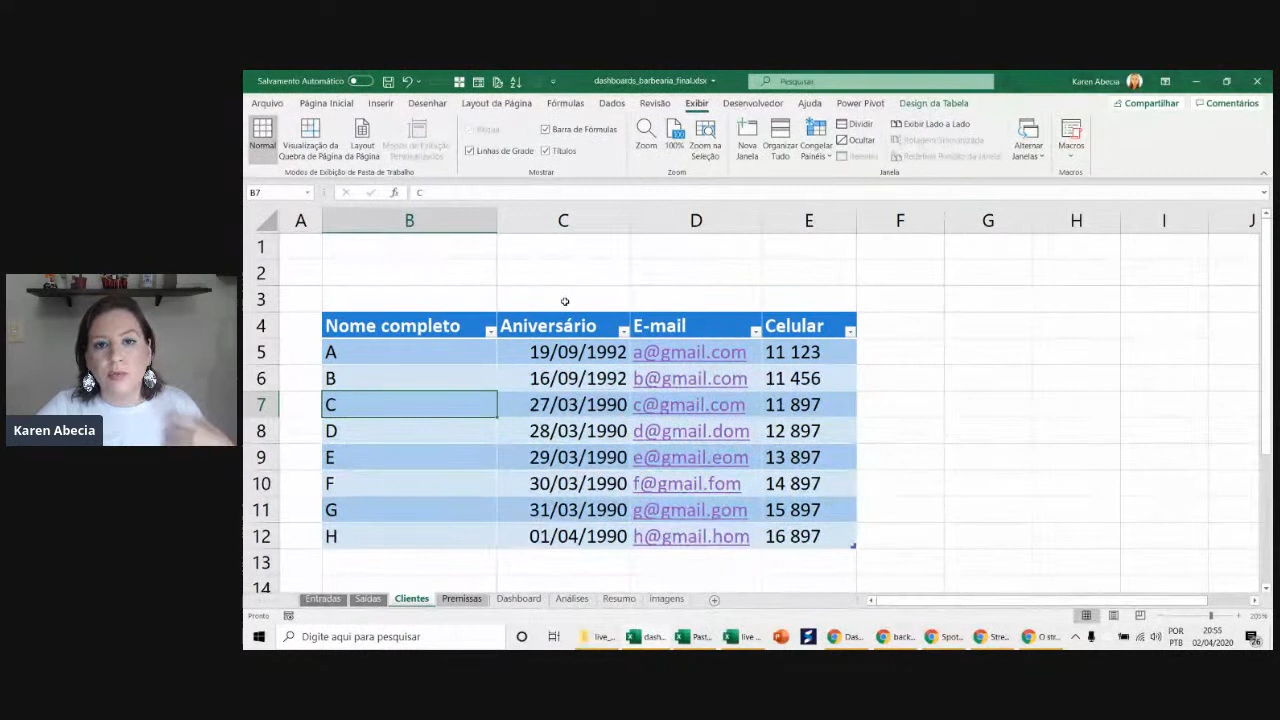 Salvamento Automático
dashboards_barbearia_final.xlsx
Pesquisar
Karen Abecia
Arquivo Página Inicial Inserir Desenhar Layout da Página Fórmulas Dados Revisão Exibir Desenvolvedor Ajuda Power Pivot Design da Tabela
Compartilhar Comentários
Normal
Visualização da Quebra de Página
Layout da Página
Modos de Exibição Personalizados
Modos de Exibição de Pasta de Trabalho
Régua
Barra de Fórmulas
Linhas de Grade
Títulos
Mostrar
Zoom
100%
Zoom na Seleção
Zoom
Nova Janela
Organizar Tudo
Congelar Painéis
Dividir
Ocultar
Exibir Lado a Lado
Rolagem Sincronizada
Janela
Alternar Janelas
Macros
Macros
B7
fx
C
A B C D E F G H I J
1
2
3
4 Nome completo Aniversário E-mail Celular
5 A 19/09/1992 a@gmail.com 11 123
6 B 16/09/1992 b@gmail.com 11 456
7 C 27/03/1990 c@gmail.com 11 897
8 D 28/03/1990 d@gmail.dom 12 897
9 E 29/03/1990 e@gmail.eom 13 897
10 F 30/03/1990 f@gmail.fom 14 897
11 G 31/03/1990 g@gmail.gom 15 897
12 H 01/04/1990 h@gmail.hom 16 897
13
14
Karen Abecia
Entradas Saídas Clientes Premissas Dashboard Análises Resumo Imagens
Pronto
205%
Digite aqui para pesquisar
live_... dash... Past... live ... Das... back... Spot... Stre... O str...
POR
PTB
20:55
02/04/2020
26